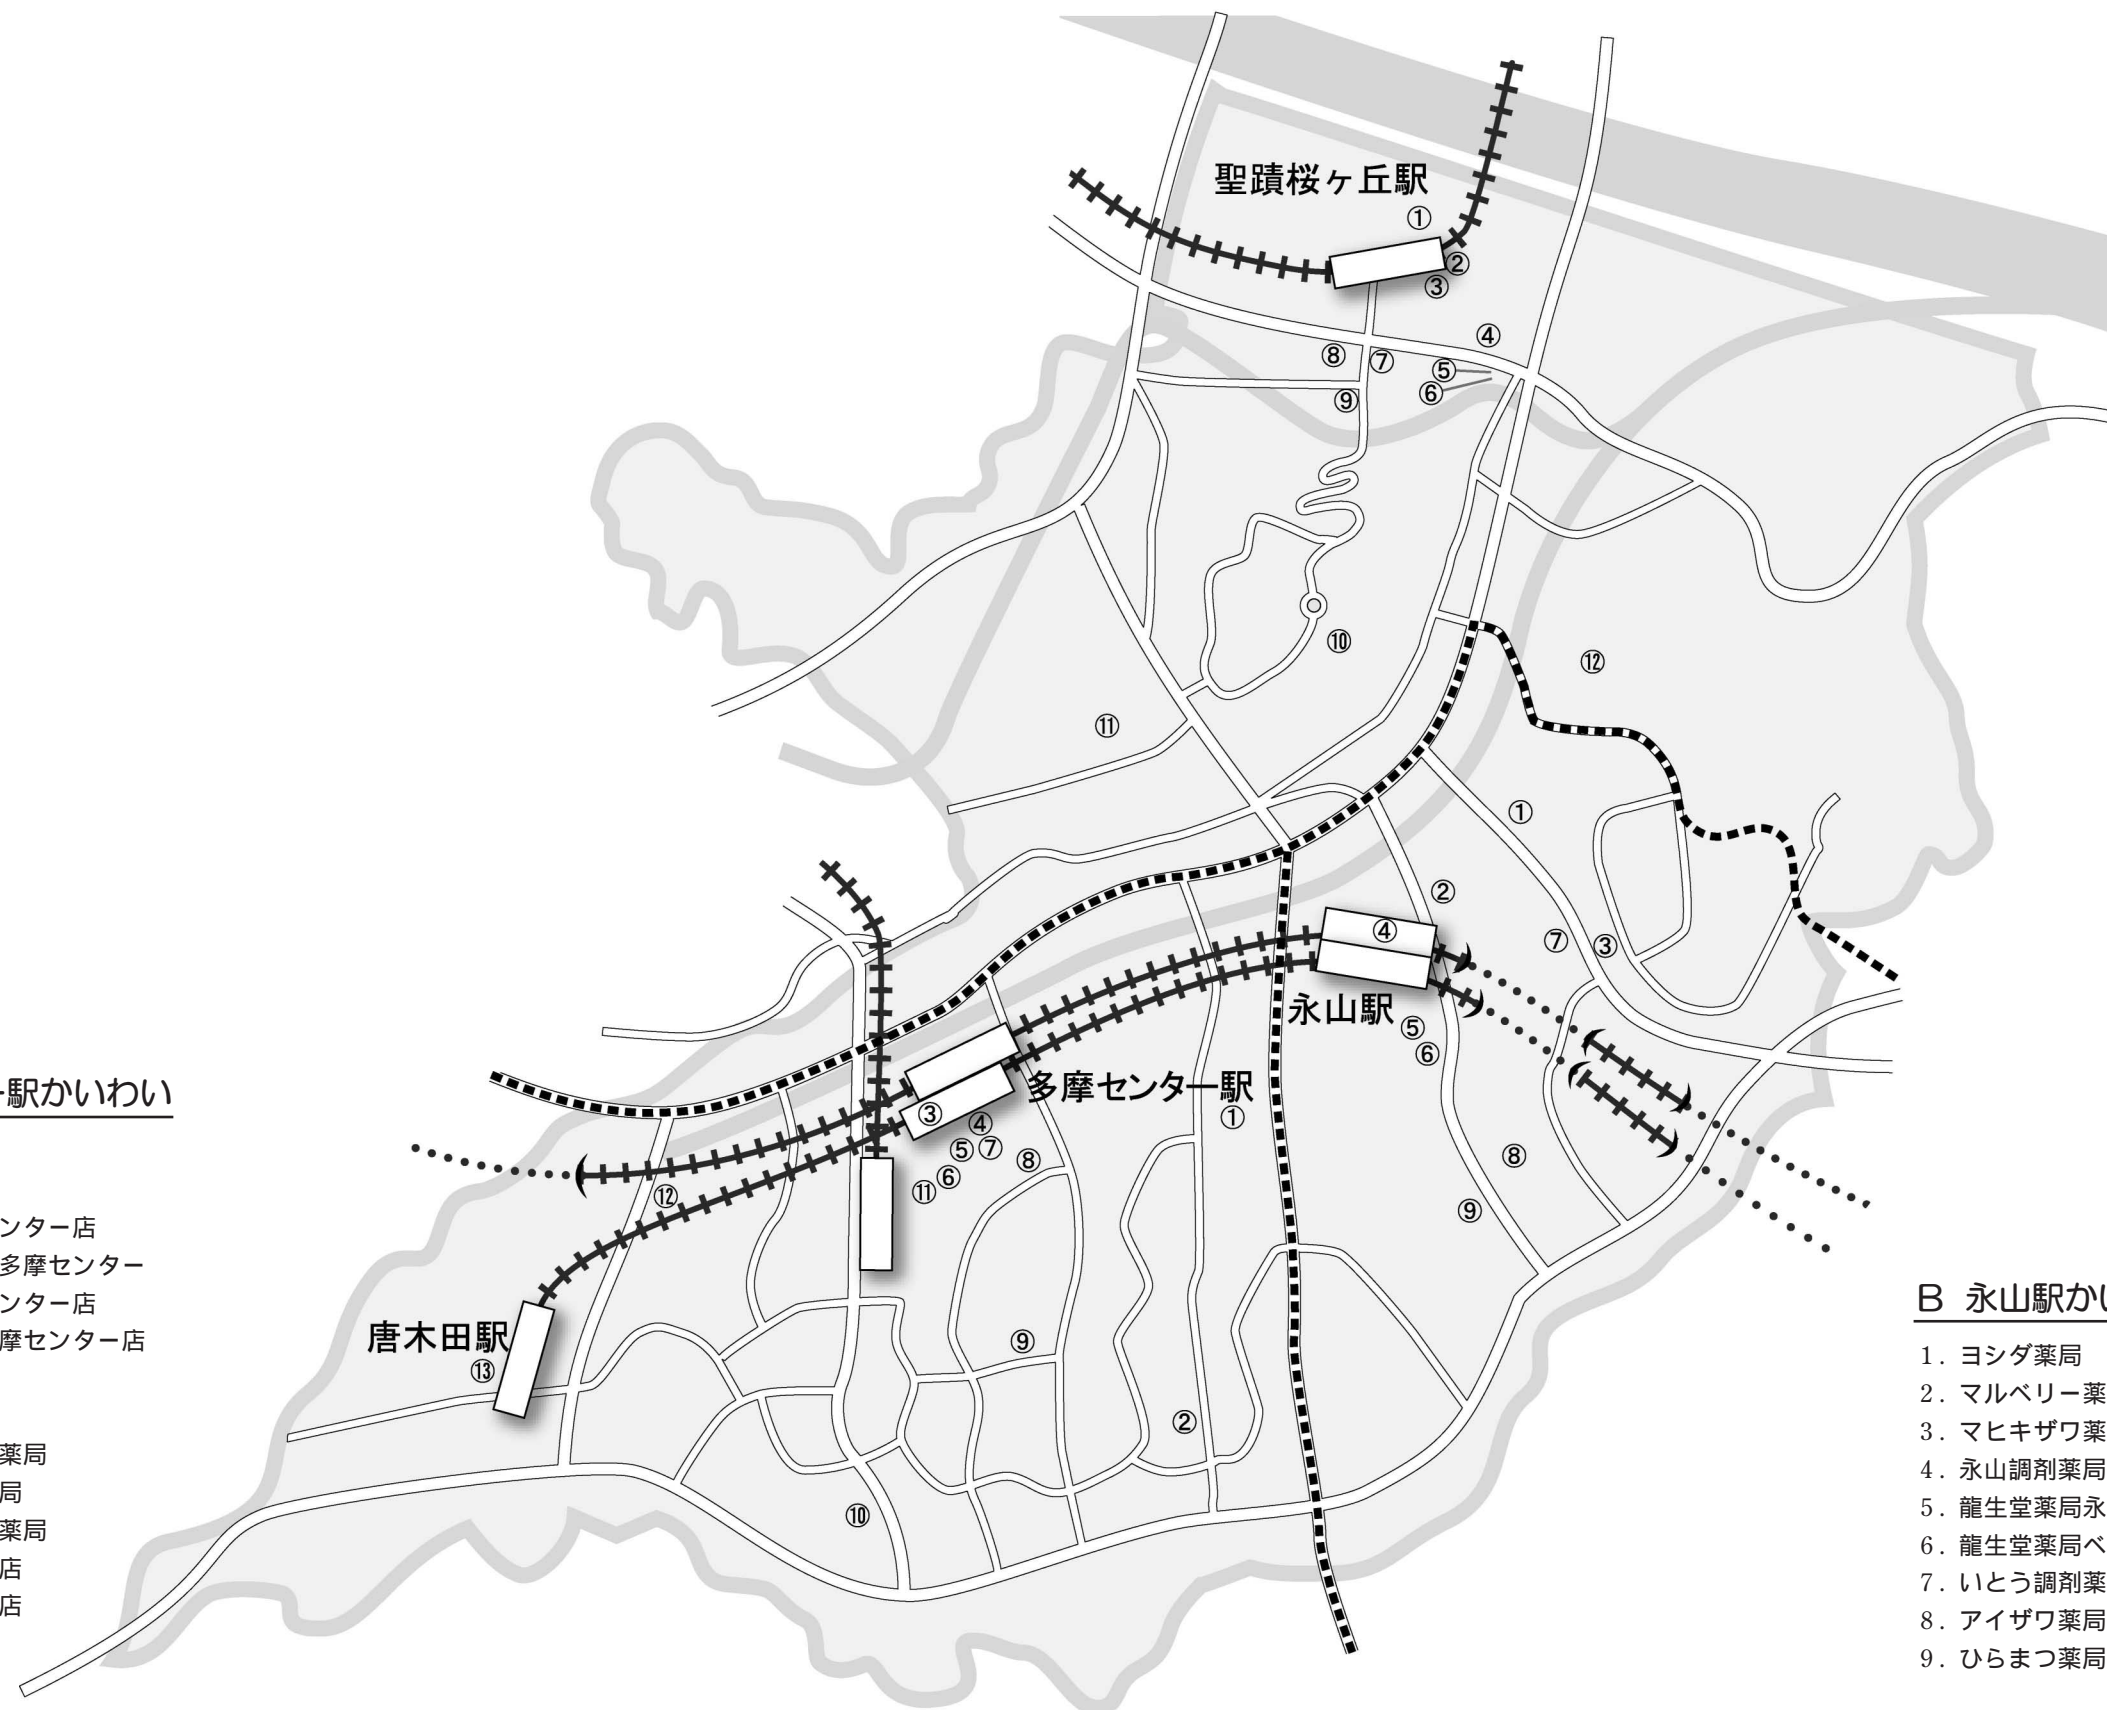 聖蹟桜ヶ丘駅
①
②
③
④
⑧
⑦
⑤
⑥
⑨
⑩
⑫
⑪
①
②
④
⑦
③
永山駅
⑤
⑥
多摩センター駅
①
③
④
⑤⑦
⑧
⑥
⑪
⑫
⑧
⑨
唐木田駅
⑬
⑨
②
⑩
駅かいわい
ンター店
多摩センター
ンター店
摩センター店
薬局
局
薬局
店
店
B 永山駅か
1. ヨシダ薬局
2. マルベリー薬
3. マヒキザワ薬
4. 永山調剤薬局
5. 龍生堂薬局永
6. 龍生堂薬局ベ
7. いとう調剤薬
8. アイザワ薬局
9. ひらまつ薬局